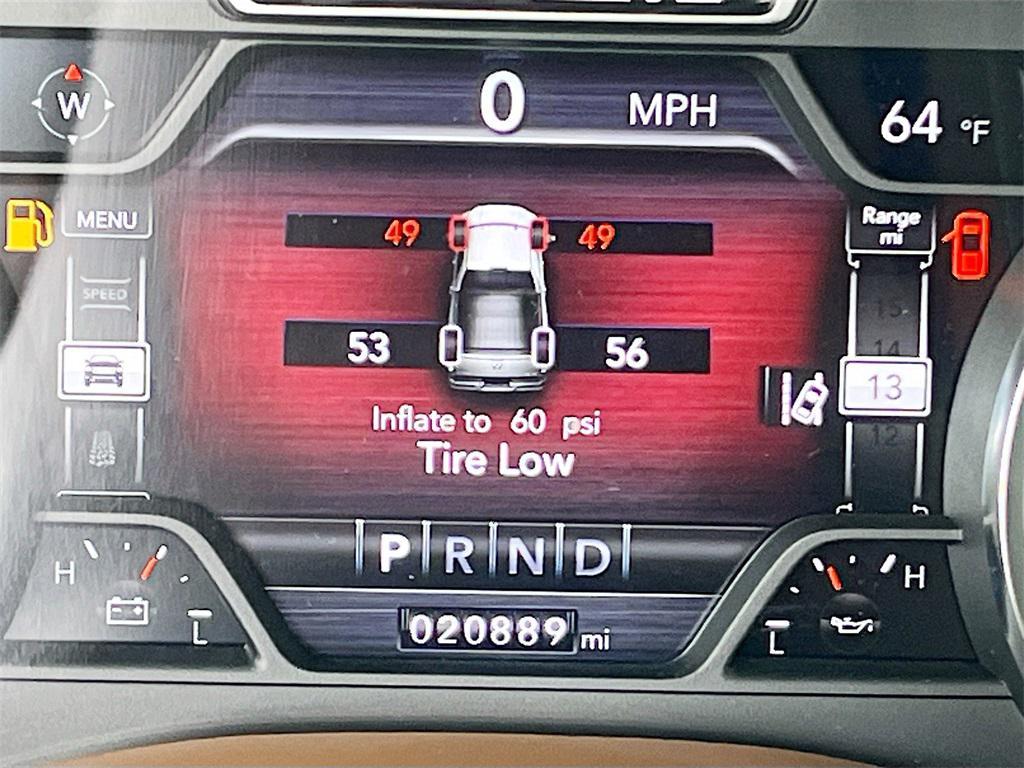 W
0 MPH
64 °F
MENU
Range
mi
49 49
SPEED
15
14
53 56
13
12
Inflate to 60 psi
Tire Low
P R N D
H
L
H
L
020889 mi